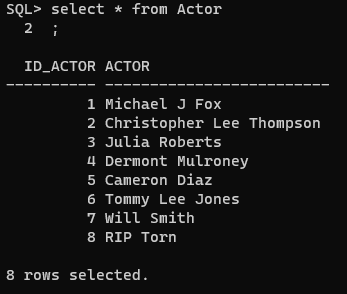 SQL> select * from Actor
  2  ;

  ID_ACTOR ACTOR
---------- -------------------------
         1 Michael J Fox
         2 Christopher Lee Thompson
         3 Julia Roberts
         4 Dermont Mulroney
         5 Cameron Diaz
         6 Tommy Lee Jones
         7 Will Smith
         8 RIP Torn

8 rows selected.